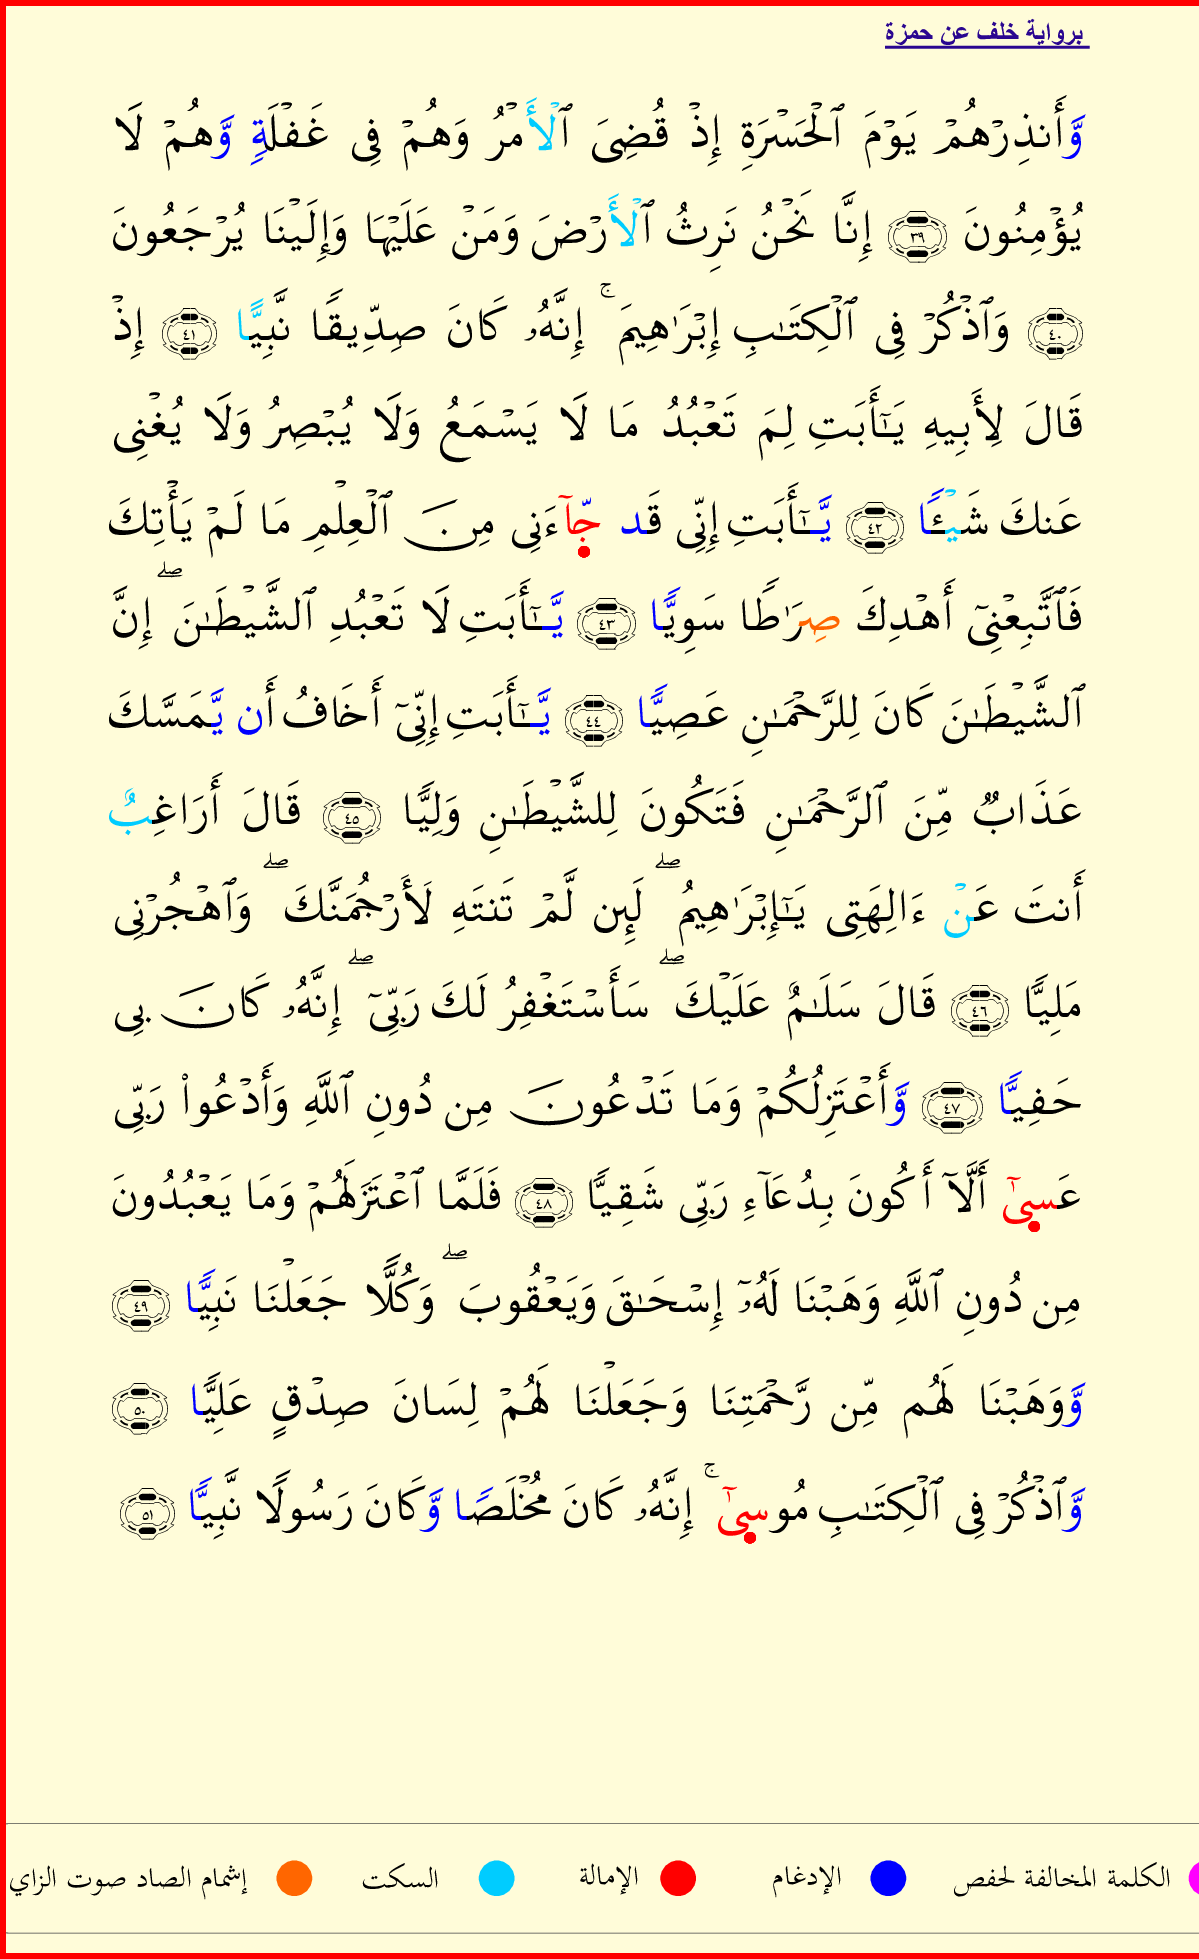 برواية خلف عن حمزة
وَّأَنذِرْهُمْ يَوْمَ ٱلْحَسْرَةِ إِذْ قُضِىَ ٱلْأَمْرُ وَهُمْ فِى غَفْلَةٍ وَّهُمْ لَا
يُؤْمِنُونَ ٣٩ إِنَّا نَحْنُ نَرِثُ ٱلْأَرْضَ وَمَنْ عَلَيْهَا وَإِلَيْنَا يُرْجَعُونَ
٤٠ وَٱذْكُرْ فِى ٱلْكِتَـٰبِ إِبْرَٰهِيمَ ۚ إِنَّهُۥ كَانَ صِدِّيقًا نَّبِيًّا ٤١ إِذْ
قَالَ لِأَبِيهِ يَـٰٓأَبَتِ لِمَ تَعْبُدُ مَا لَا يَسْمَعُ وَلَا يُبْصِرُ وَلَا يُغْنِى
عَنكَ شَيْـًٔا ٤٢ يَّـٰٓأَبَتِ إِنِّى قَد جِّآءَنِى مِنَ ٱلْعِلْمِ مَا لَمْ يَأْتِكَ
فَٱتَّبِعْنِىٓ أَهْدِكَ صِرَٰطًا سَوِيًّا ٤٣ يَّـٰٓأَبَتِ لَا تَعْبُدِ ٱلشَّيْطَـٰنَ ۖ إِنَّ
ٱلشَّيْطَـٰنَ كَانَ لِلرَّحْمَـٰنِ عَصِيًّا ٤٤ يَّـٰٓأَبَتِ إِنِّىٓ أَخَافُ أَن يَّمَسَّكَ
عَذَابٌ مِّنَ ٱلرَّحْمَـٰنِ فَتَكُونَ لِلشَّيْطَـٰنِ وَلِيًّا ٤٥ قَالَ أَرَاغِبٌ
أَنتَ عَنْ ءَالِهَتِى يَـٰٓإِبْرَٰهِيمُ ۖ لَئِن لَّمْ تَنتَهِ لَأَرْجُمَنَّكَ ۖ وَٱهْجُرْنِى
مَلِيًّا ٤٦ قَالَ سَلَـٰمٌ عَلَيْكَ ۖ سَأَسْتَغْفِرُ لَكَ رَبِّىٓ ۖ إِنَّهُۥ كَانَ بِى
حَفِيًّا ٤٧ وَّأَعْتَزِلُكُمْ وَمَا تَدْعُونَ مِن دُونِ ٱللَّهِ وَأَدْعُوا۟ رَبِّى
عَسِىٰٓ أَلَّآ أَكُونَ بِدُعَآءِ رَبِّى شَقِيًّا ٤٨ فَلَمَّا ٱعْتَزَلَهُمْ وَمَا يَعْبُدُونَ
مِن دُونِ ٱللَّهِ وَهَبْنَا لَهُۥٓ إِسْحَـٰقَ وَيَعْقُوبَ ۖ وَكُلًّا جَعَلْنَا نَبِيًّا ٤٩
وَّوَهَبْنَا لَهُم مِّن رَّحْمَتِنَا وَجَعَلْنَا لَهُمْ لِسَانَ صِدْقٍ عَلِيًّا ٥٠
وَّٱذْكُرْ فِى ٱلْكِتَـٰبِ مُوسِىٰٓ ۚ إِنَّهُۥ كَانَ مُخْلَصًا وَّكَانَ رَسُولًا نَّبِيًّا ٥١
الكلمة المخالفة لحفص الإدغام الإمالة السكت إشمام الصاد صوت الزاي